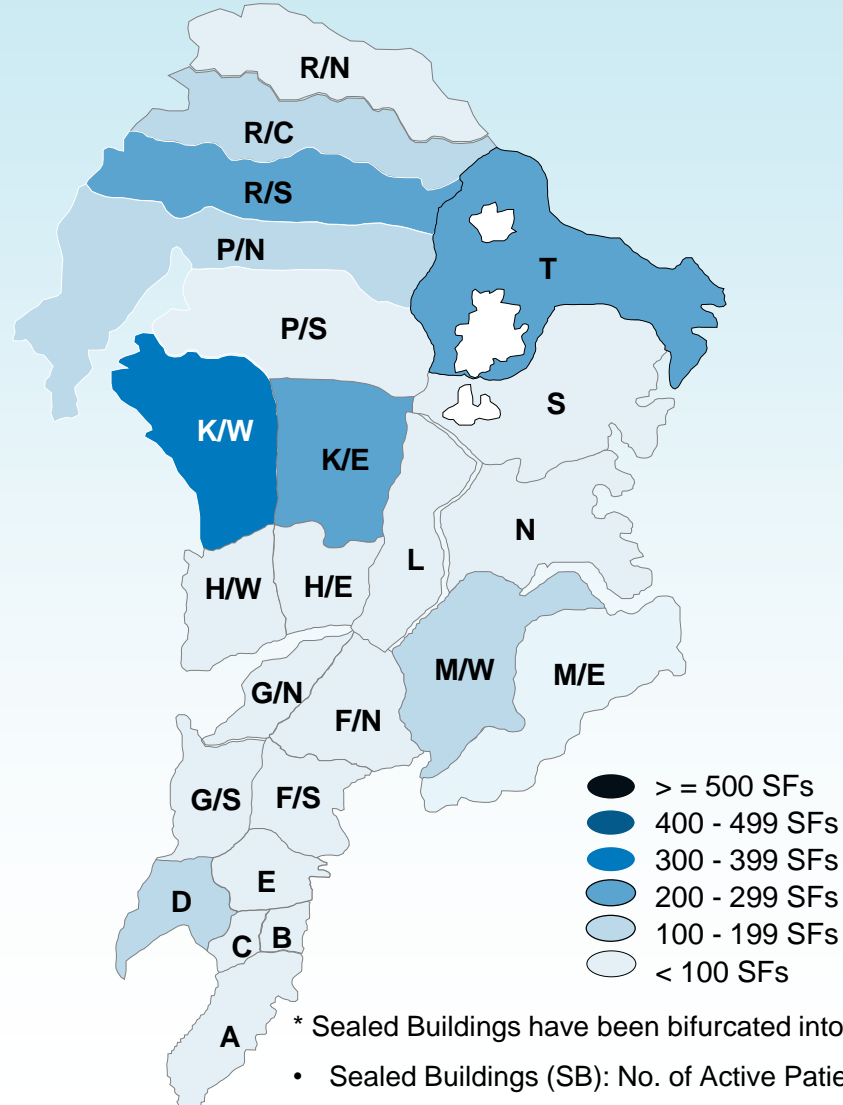 R/N
R/C
R/S
P/N
T
P/S
S
K/W
K/E
N
L
H/W
H/E
M/W
M/E
G/N
F/N
G/S
F/S
E
D
B
C
A
> = 500 SFs
400 - 499 SFs
300 - 399 SFs
200 - 299 SFs
100 - 199 SFs
< 100 SFs
* Sealed Buildings have been bifurcated into
• Sealed Buildings (SB): No. of Active Patie